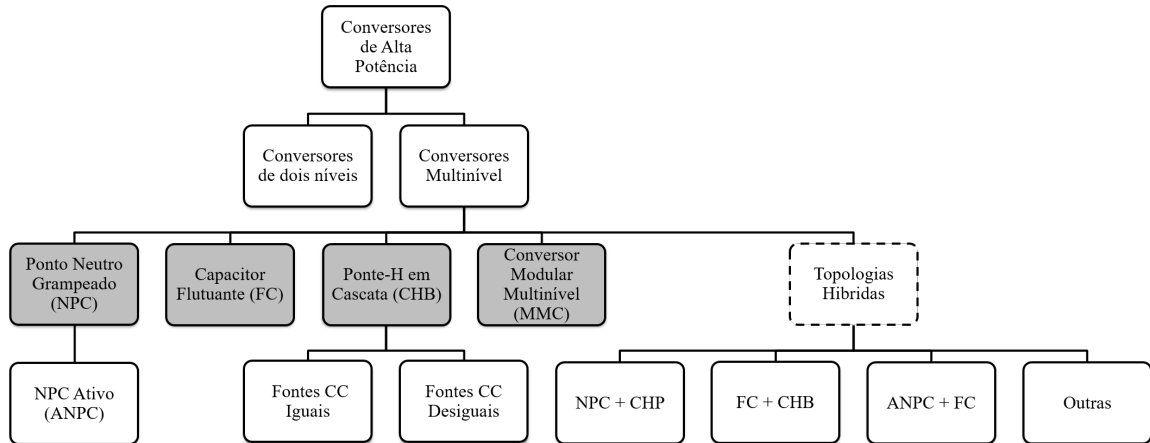 Conversores
de Alta
Potência
Conversores
de dois níveis
Conversores
Multinível
Ponto Neutro
Grampeado
(NPC)
Capacitor
Flutuante (FC)
Ponte-H em
Cascata (CHB)
Conversor
Modular
Multinível
(MMC)
Topologias
Hibridas
NPC Ativo
(ANPC)
Fontes CC
Iguais
Fontes CC
Desiguais
NPC + CHP
FC + CHB
ANPC + FC
Outras